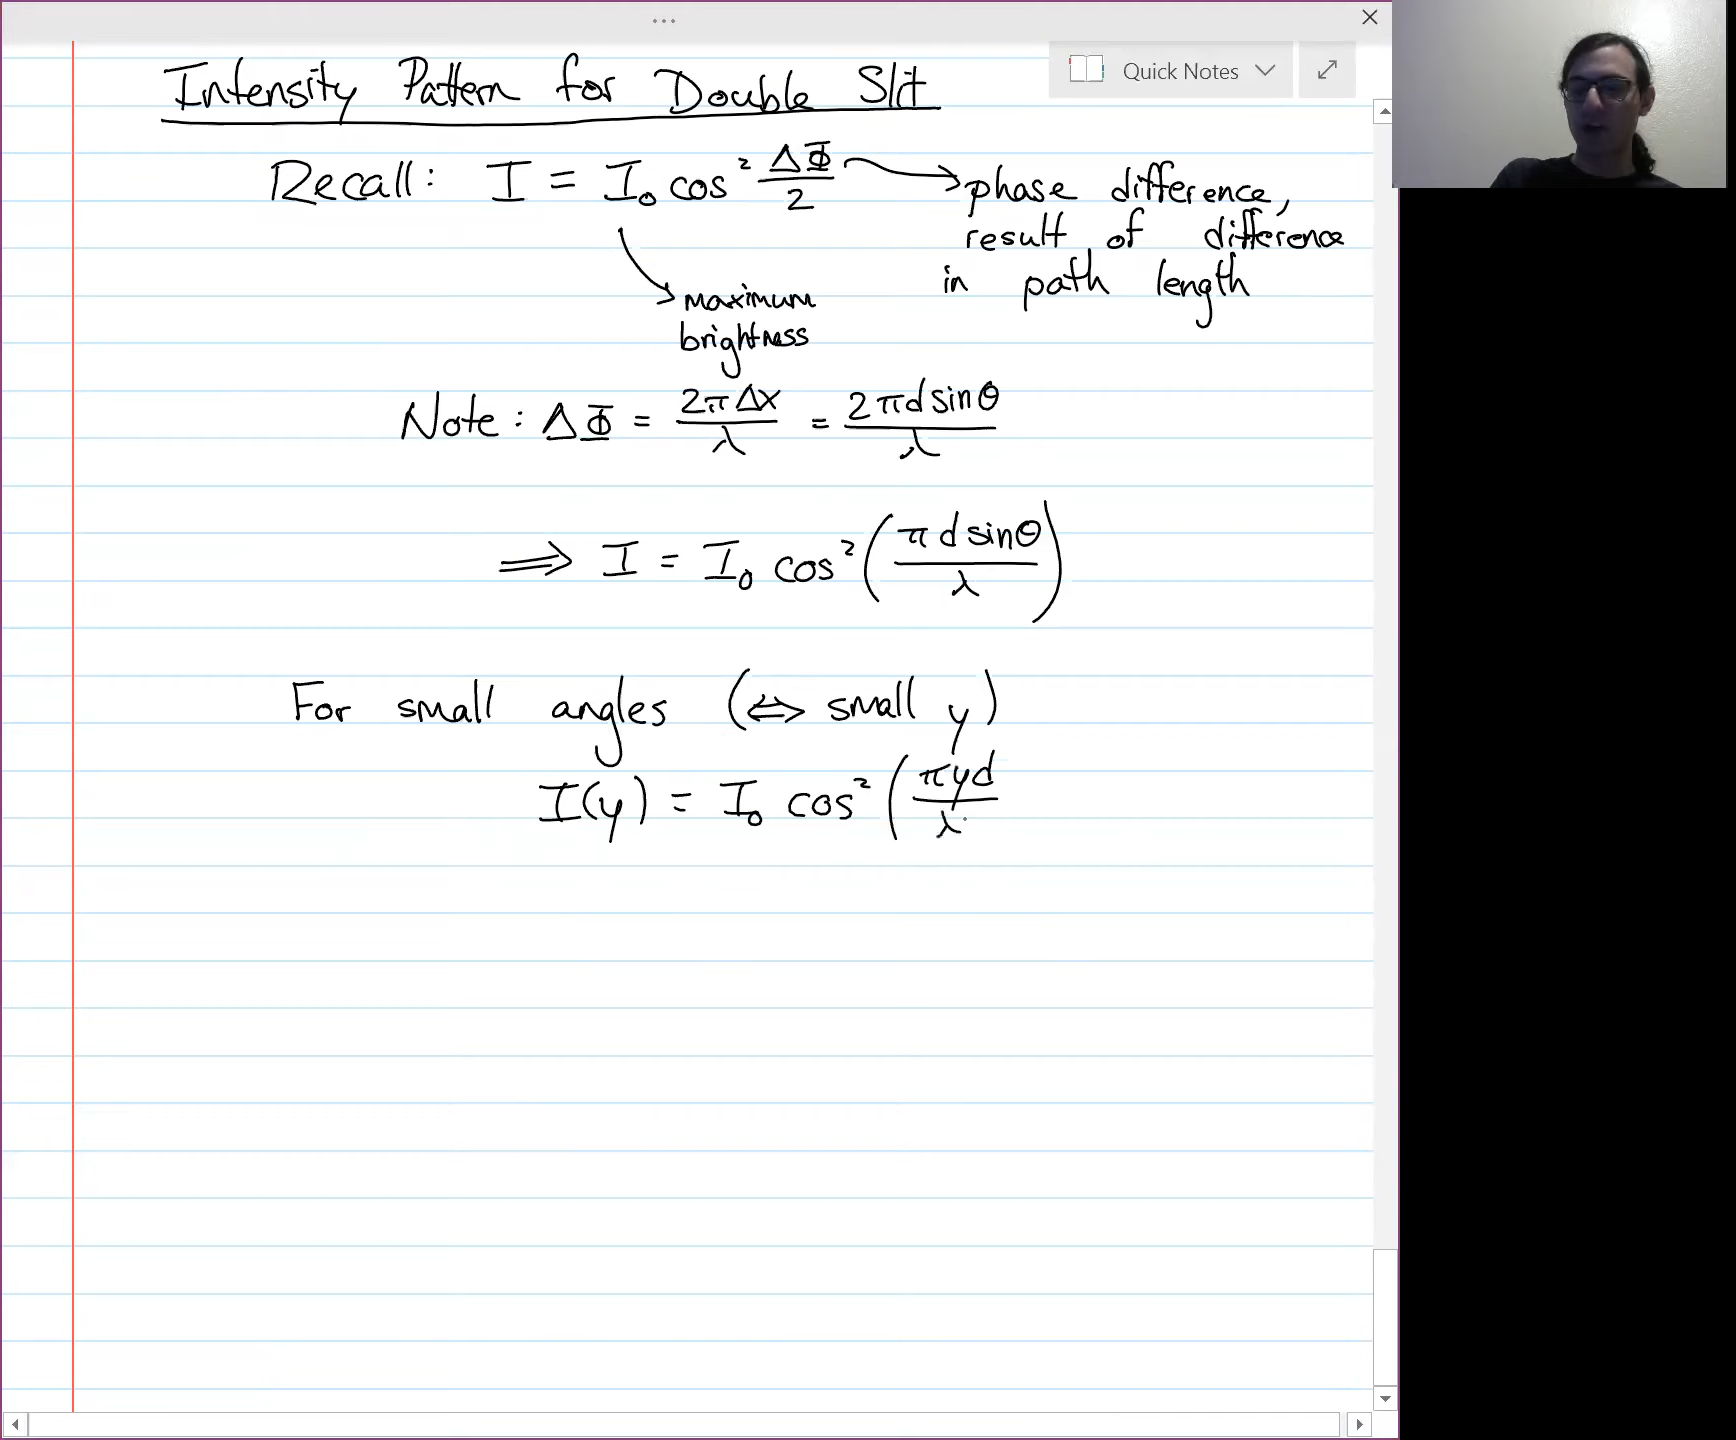 Intensity Pattern for Double Slit
Quick Notes
Recall: I = I₀ cos² ΔΦ/2
phase difference,
result of difference
in path length
maximum
brightness
Note: ΔΦ = 2πΔx/λ = 2πd sinθ/λ
⟹ I = I₀ cos² (πd sinθ/λ)
For small angles (⇔ small y)
I(y) = I₀ cos² (πyd/λ